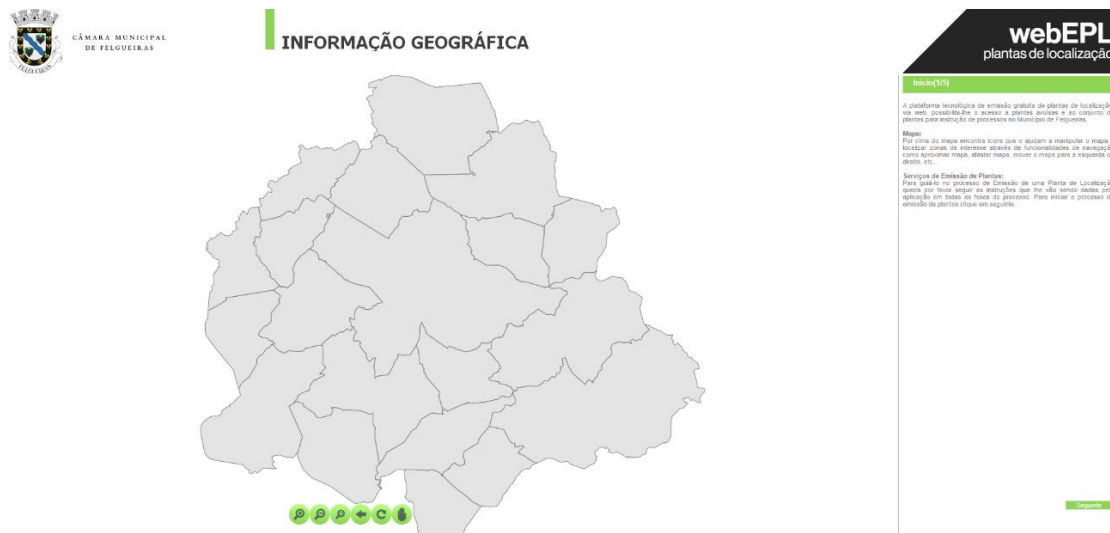 CÂMARA MUNICIPAL
DE FELGUEIRAS
INFORMAÇÃO GEOGRÁFICA
webEPL
plantas de localização
Início(1/5)
A plataforma tecnológica de emissão gratuita de plantas de localização
via web, possibilita-lhe o acesso a plantas avulsas e ao conjunto d
plantas para instrução de processos no Município de Felgueiras.
Mapa:
Por cima do mapa encontra ícons que o ajudam a manipular o mapa
localizar zonas de interesse através de funcionalidades de navegaçã
como aproximar mapa, afastar mapa, mover o mapa para a esquerda o
direita, etc...
Serviços de Emissão de Plantas:
Para guiá-lo no processo de Emissão de uma Planta de Localizaçã
queira por favor seguir as instruções que lhe vão sendo dadas pel
aplicação em todas as fases do processo. Para iniciar o processo d
emissão de plantas clique em seguinte.
Seguinte